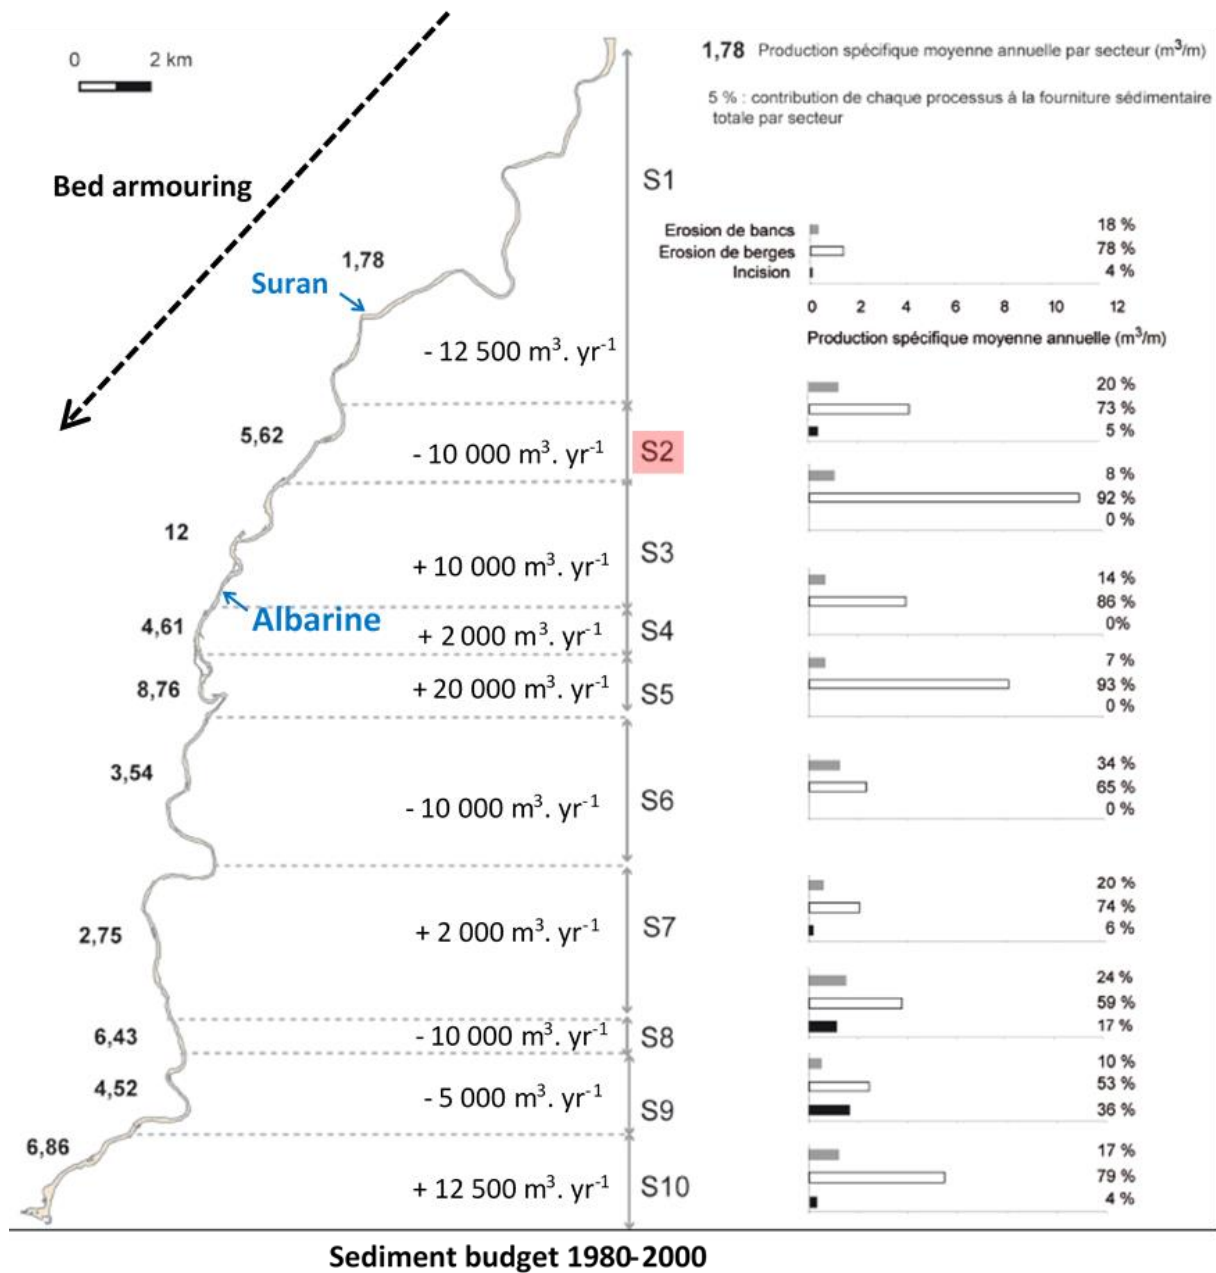 0 2 km
1,78 Production spécifique moyenne annuelle par secteur (m³/m)
5 % : contribution de chaque processus à la fourniture sédimentaire
totale par secteur
Bed armouring
S1
Erosion de bancs 18 %
Erosion de berges 78 %
Incision 4 %
0 2 4 6 8 10 12
Production spécifique moyenne annuelle (m³/m)
1,78
Suran
- 12 500 m³. yr⁻¹
20 %
73 %
5 %
5,62
- 10 000 m³. yr⁻¹
S2
8 %
92 %
0 %
12
+ 10 000 m³. yr⁻¹
S3
14 %
86 %
0%
Albarine
4,61
+ 2 000 m³. yr⁻¹
S4
7 %
93 %
0 %
8,76
+ 20 000 m³. yr⁻¹
S5
3,54
- 10 000 m³. yr⁻¹
S6
34 %
65 %
0 %
2,75
+ 2 000 m³. yr⁻¹
S7
20 %
74 %
6 %
6,43
- 10 000 m³. yr⁻¹
S8
24 %
59 %
17 %
4,52
- 5 000 m³. yr⁻¹
S9
10 %
53 %
36 %
6,86
+ 12 500 m³. yr⁻¹
S10
17 %
79 %
4 %
Sediment budget 1980-2000